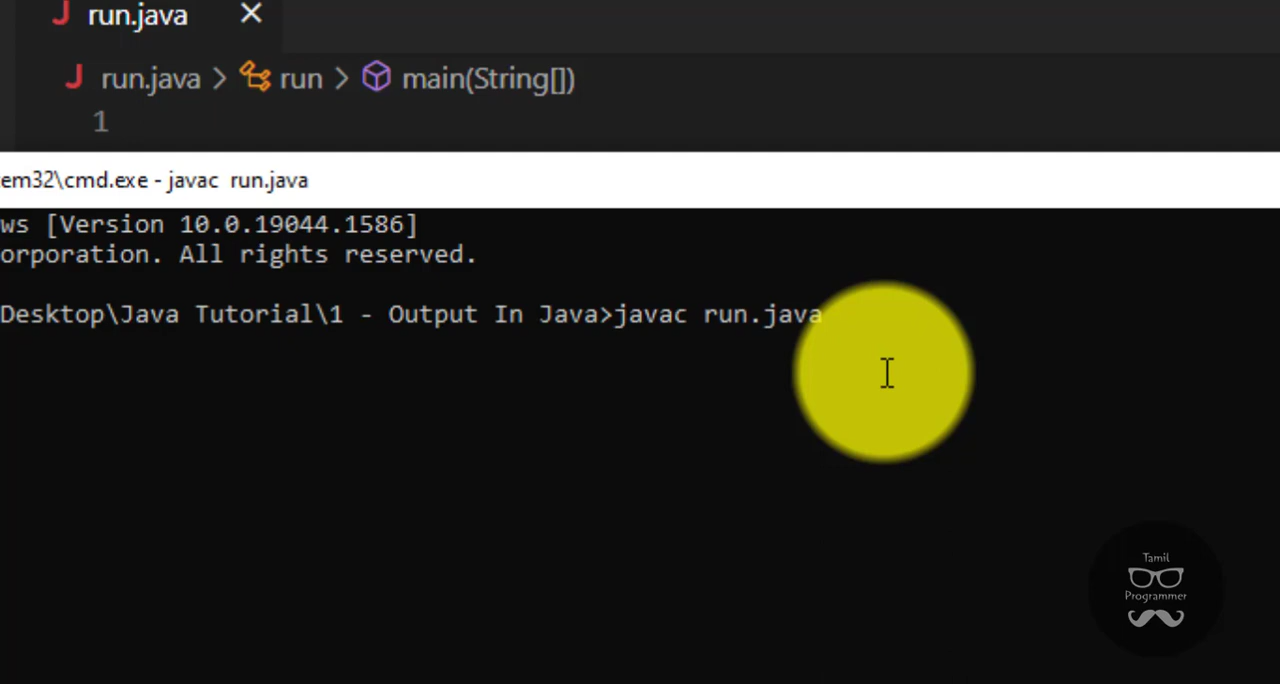 run.java
run.java > run > main(String[])
1
em32\cmd.exe - javac run.java
ws [Version 10.0.19044.1586]
orporation. All rights reserved.
Desktop\Java Tutorial\1 - Output In Java>javac run.java
Tamil
Programmer